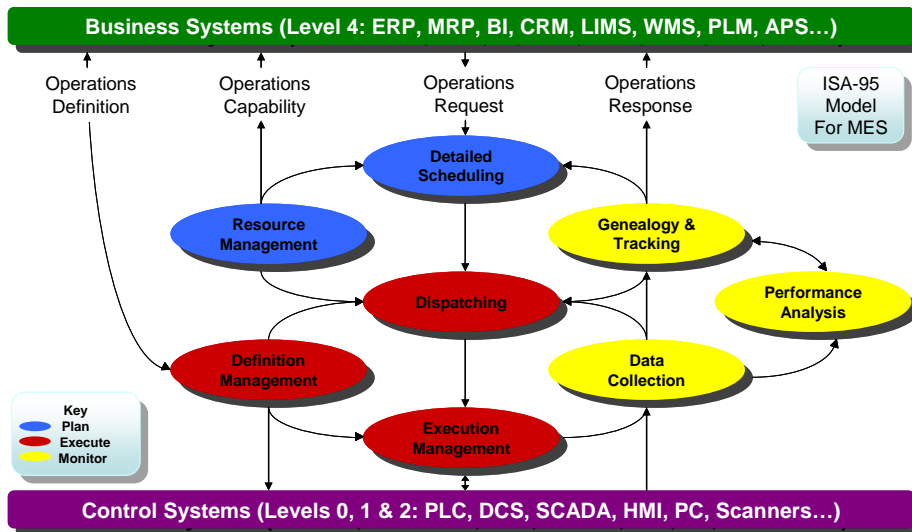 Business Systems (Level 4: ERP, MRP, BI, CRM, LIMS, WMS, PLM, APS…)
Operations
Definition
Operations
Capability
Operations
Request
Operations
Response
ISA-95
Model
For MES
Detailed
Scheduling
Resource
Management
Genealogy &
Tracking
Dispatching
Performance
Analysis
Definition
Management
Data
Collection
Execution
Management
Key
Plan
Execute
Monitor
Control Systems (Levels 0, 1 & 2: PLC, DCS, SCADA, HMI, PC, Scanners…)